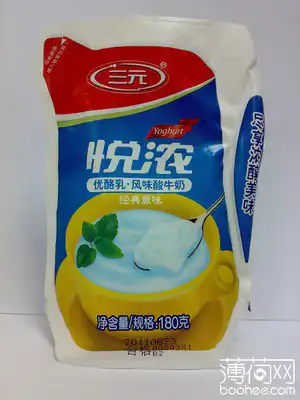 三元
Yoghurt
悦浓
优酪乳·风味酸牛奶
经典原味
净含量/规格:180克
20110623
薄荷网
boohee.com